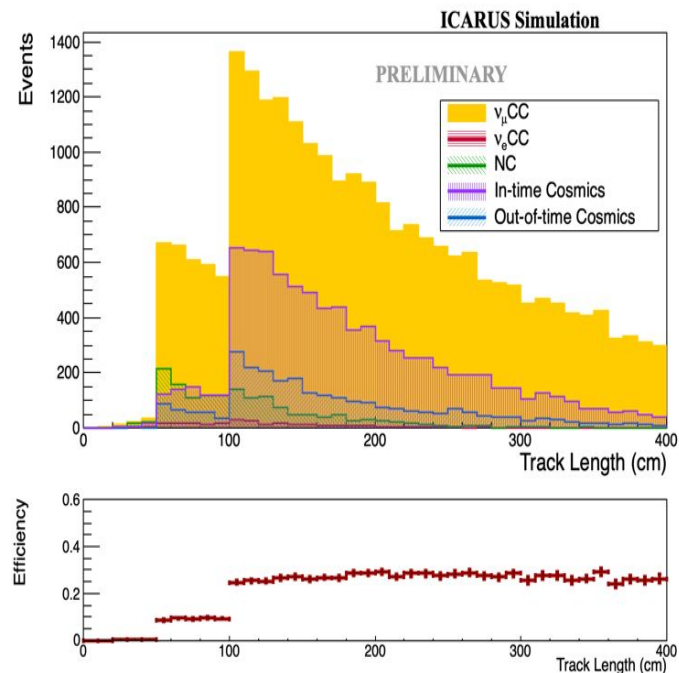 ICARUS Simulation
PRELIMINARY
Events
1400
1200
1000
800
600
400
200
0
νμCC
νeCC
NC
In-time Cosmics
Out-of-time Cosmics
0 100 200 300 400
Track Length (cm)
Efficiency
0.6
0.4
0.2
0
0 100 200 300 400
Track Length (cm)